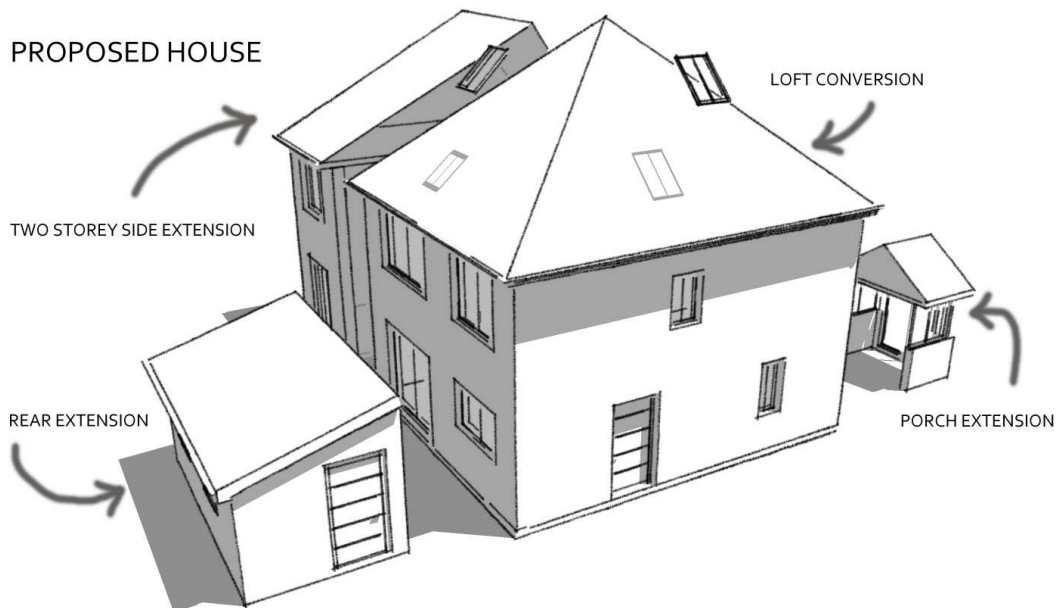 PROPOSED HOUSE
LOFT CONVERSION
TWO STOREY SIDE EXTENSION
REAR EXTENSION
PORCH EXTENSION